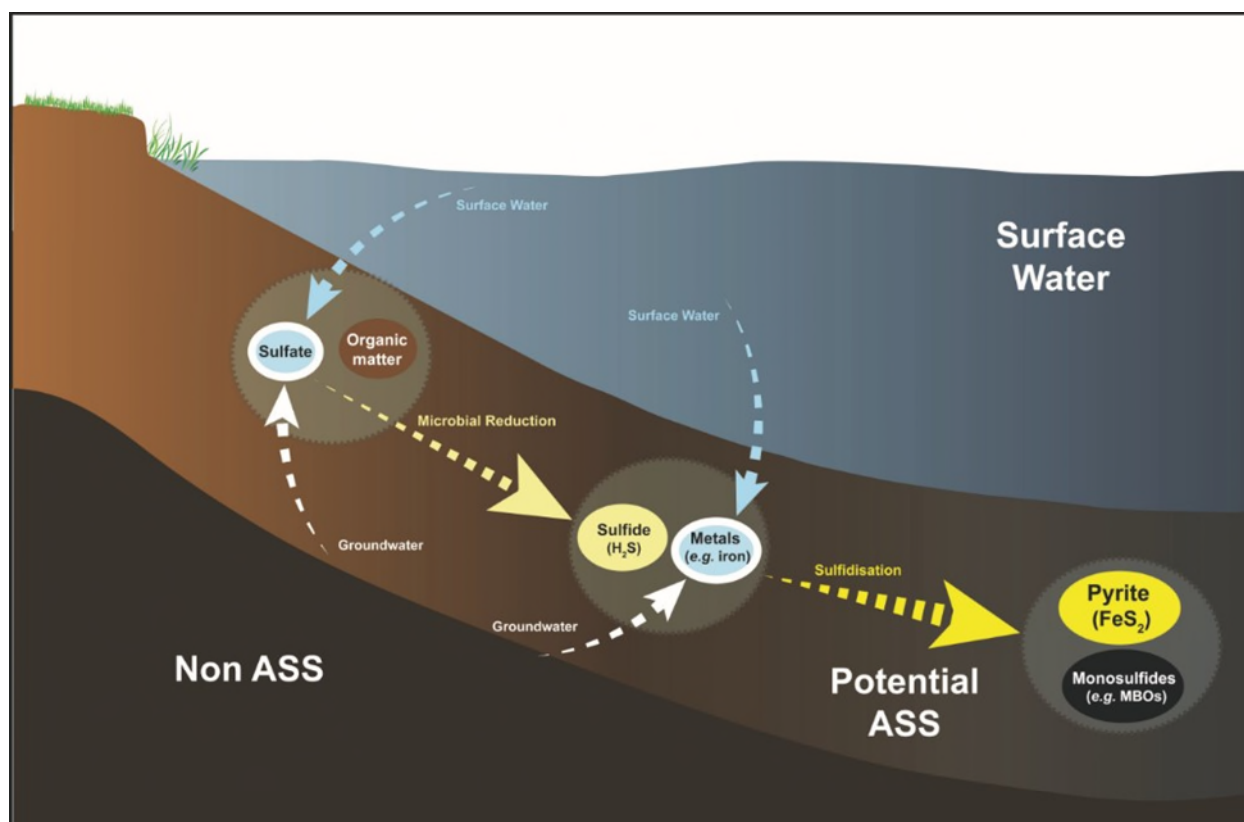 Surface Water
Surface
Water
Surface Water
Sulfate
Organic
matter
Microbial Reduction
Sulfide
(H₂S)
Metals
(e.g. iron)
Groundwater
Sulfidisation
Pyrite
(FeS₂)
Groundwater
Non ASS
Potential
ASS
Monosulfides
(e.g. MBOs)